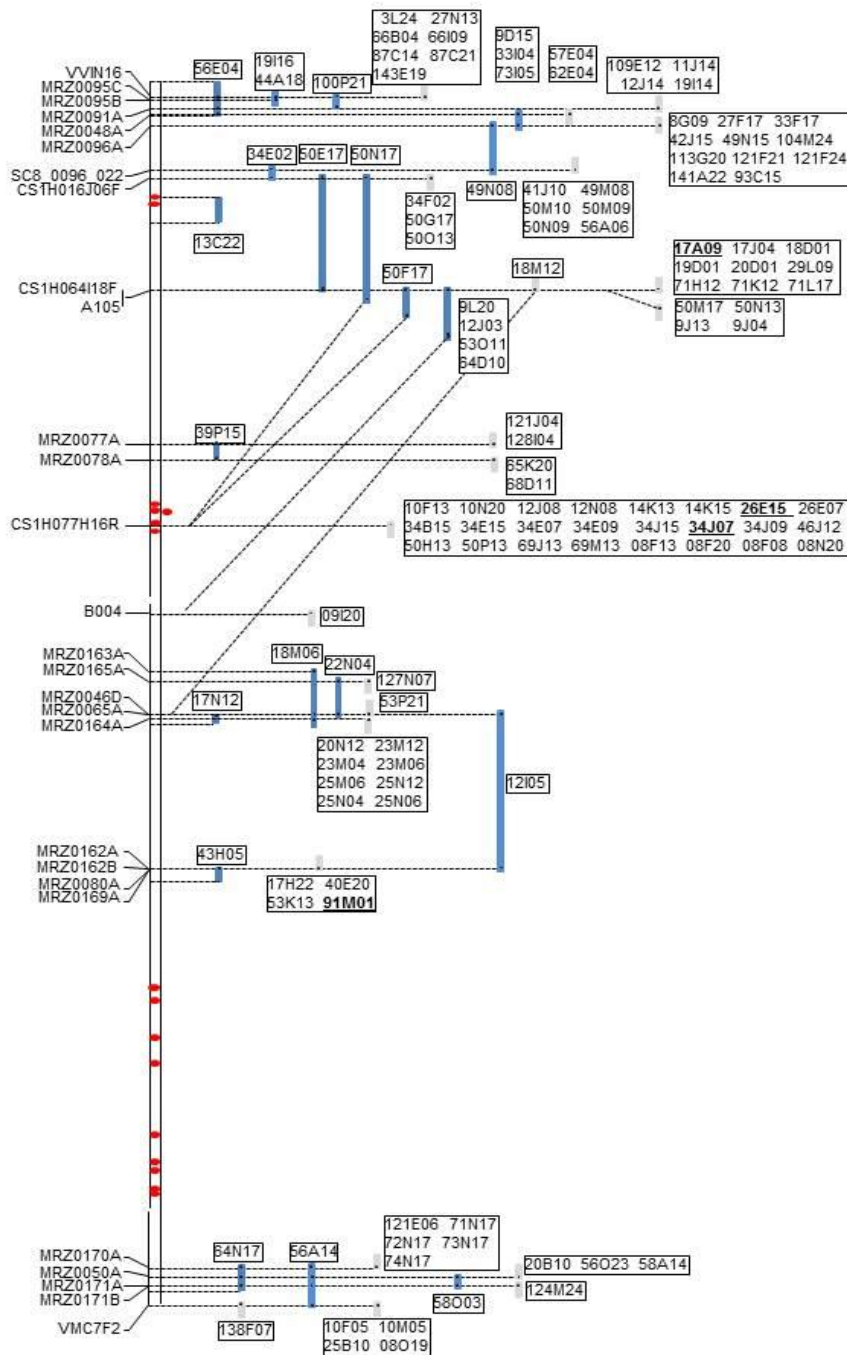 3L24 27N13
66B04 66I09
87C14 87C21
143E19
9D15
33I04
73I05
57E04
62E04
109E12 11J14
12J14 19I14
VVIN16
MRZ0095C
MRZ0095B
MRZ0091A
MRZ0048A
MRZ0096A
56E04
19I16
44A18
100P21
8G09 27F17 33F17
42J15 49N15 104M24
113G20 121F21 121F24
141A22 93C15
SC8_0096_022
CS1H016J06F
34E02
50E17
50N17
49N08
41J10 49M08
50M10 50M09
50N09 56A06
34F02
50G17
50O13
13C22
CS1H064I18F
A105
50F17
18M12
17A09 17J04 18D01
19D01 20D01 29L09
71H12 71K12 71L17
50M17 50N13
9J13 9J04
9L20
12J03
53O11
64D10
MRZ0077A
MRZ0078A
39P15
121J04
128I04
65K20
68D11
CS1H077H16R
10F13 10N20 12J08 12N08 14K13 14K15 26E15 26E07
34B15 34E15 34E07 34E09 34J15 34J07 34J09 46J12
50H13 50P13 69J13 69M13 08F13 08F20 08F08 08N20
B004
09I20
MRZ0163A
MRZ0165A
MRZ0046D
MRZ0065A
MRZ0164A
18M06
22N04
127N07
17N12
53P21
20N12 23M12
23M04 23M06
25M06 25N12
25N04 25N06
12I05
MRZ0162A
MRZ0162B
MRZ0080A
MRZ0169A
43H05
17H22 40E20
53K13 91M01
MRZ0170A
MRZ0050A
MRZ0171A
MRZ0171B
VMC7F2
64N17
56A14
121E06 71N17
72N17 73N17
74N17
20B10 56O23 58A14
124M24
58O03
138F07
10F05 10M05
25B10 08O19